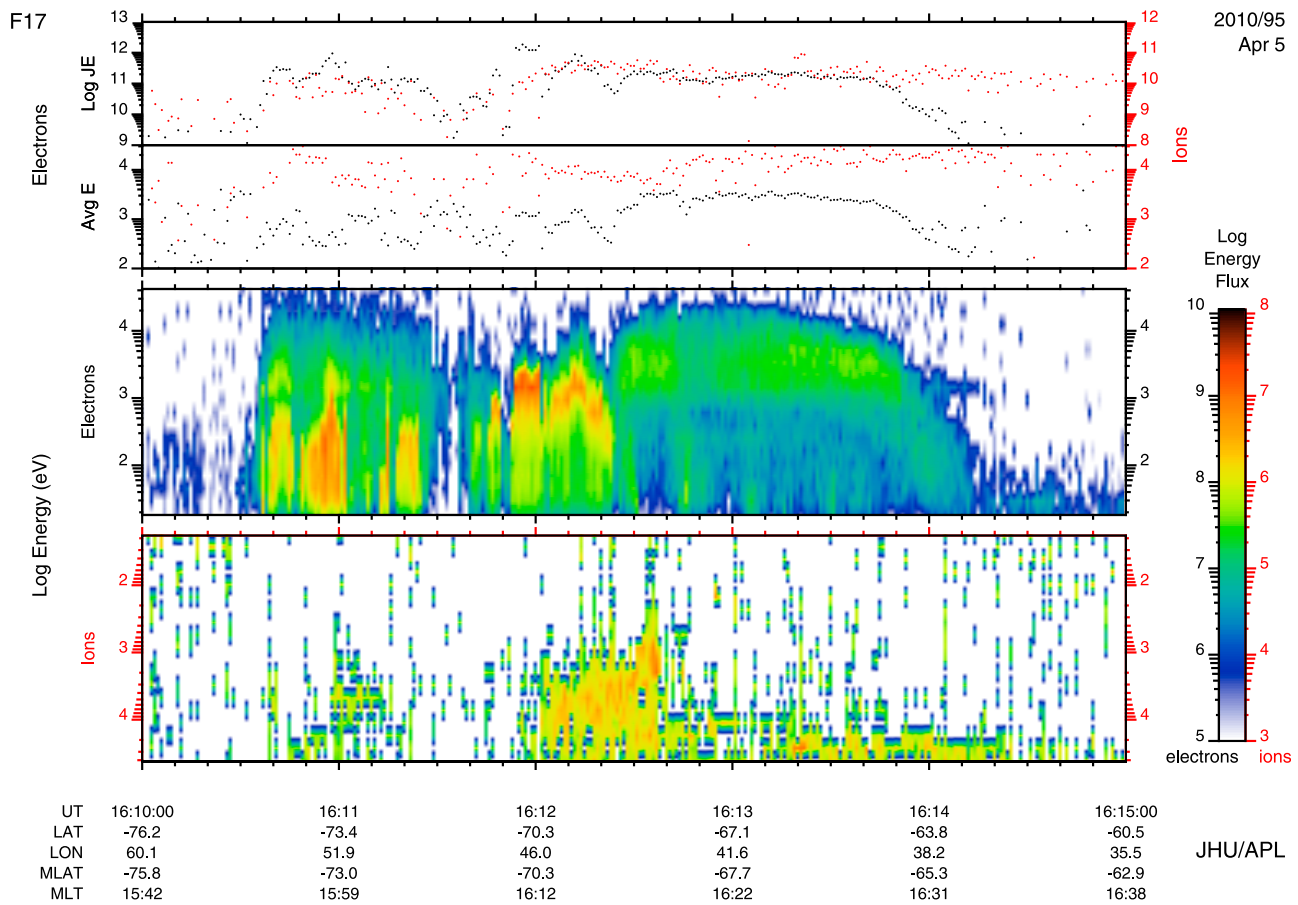 F17
2010/95
Apr 5
13
12
11
10
9
Log JE
Electrons
12
11
10
9
8
Ions
4
3
2
Avg E
4
3
2
4
3
2
Electrons
4
3
2
Log Energy (eV)
2
3
4
Ions
2
3
4
Log
Energy
Flux
10 8
9 7
8 6
7 5
6 4
5 3
electrons ions
UT 16:10:00 16:11 16:12 16:13 16:14 16:15:00
LAT -76.2 -73.4 -70.3 -67.1 -63.8 -60.5
LON 60.1 51.9 46.0 41.6 38.2 35.5
MLAT -75.8 -73.0 -70.3 -67.7 -65.3 -62.9
MLT 15:42 15:59 16:12 16:22 16:31 16:38
JHU/APL